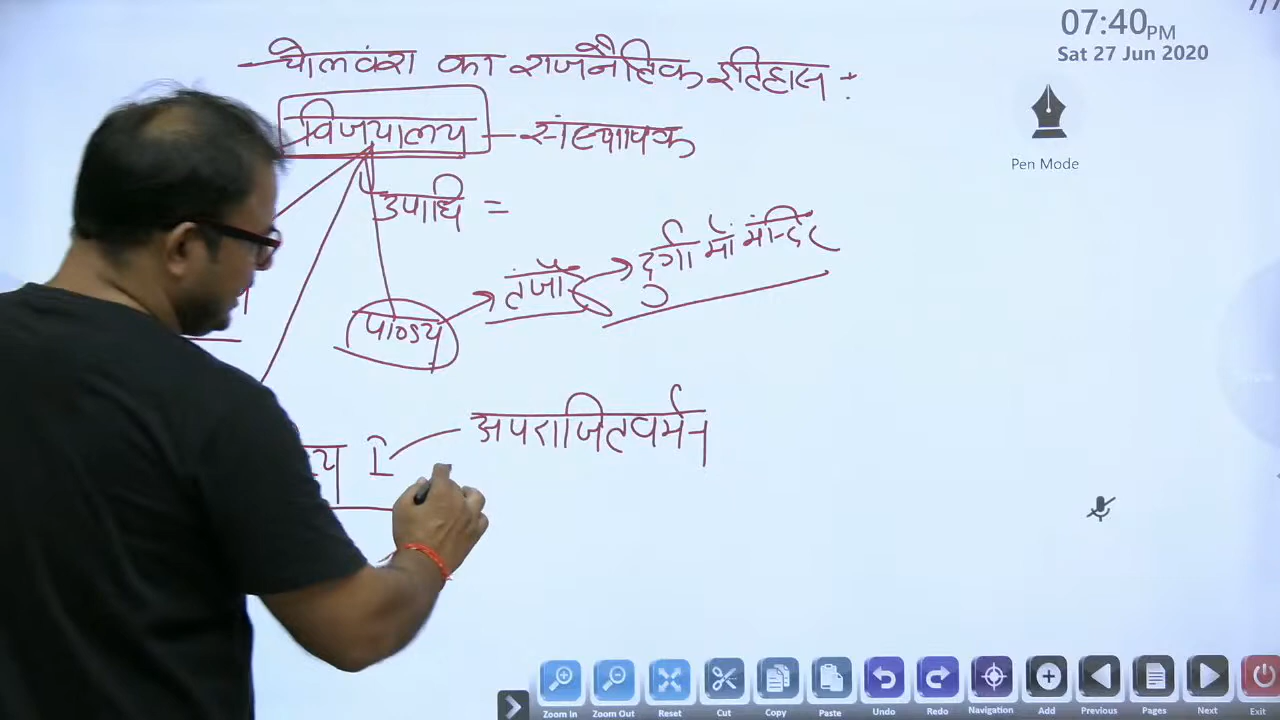 07:40PM
Sat 27 Jun 2020
Pen Mode
चोलवंश का राजनैतिक इतिहास :-
विजयालय - संस्थापक
उपाधि =
दुर्गा माँ मन्दिर
तंजौर
पाण्ड्य
अपराजितवर्मन
य I
Zoom In Zoom Out Reset Cut Copy Paste Undo Redo Navigation Add Previous Pages Next Exit